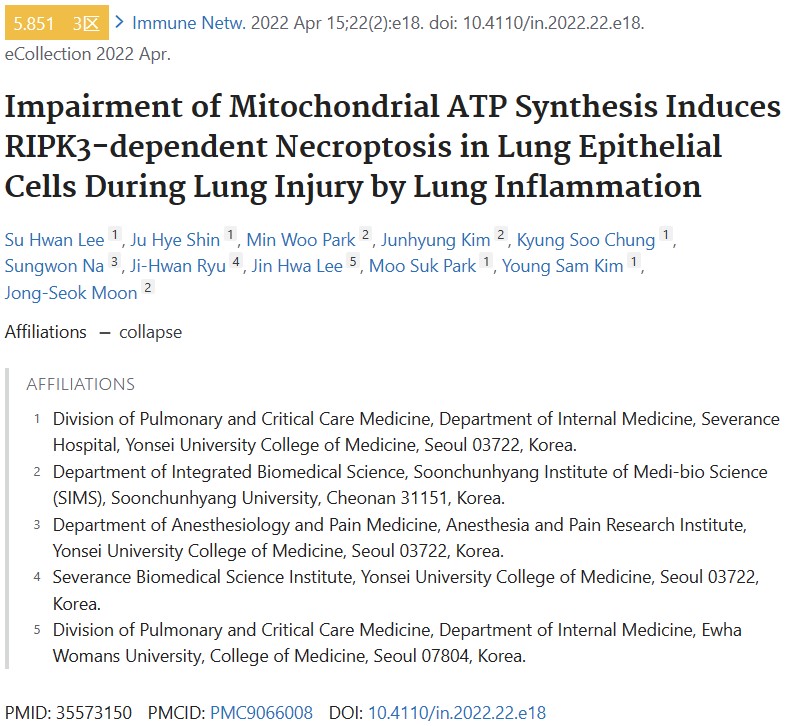 5.851 3区 > Immune Netw. 2022 Apr 15;22(2):e18. doi: 10.4110/in.2022.22.e18.
eCollection 2022 Apr.
Impairment of Mitochondrial ATP Synthesis Induces
RIPK3-dependent Necroptosis in Lung Epithelial
Cells During Lung Injury by Lung Inflammation
Su Hwan Lee 1, Ju Hye Shin 1, Min Woo Park 2, Junhyung Kim 2, Kyung Soo Chung 1,
Sungwon Na 3, Ji-Hwan Ryu 4, Jin Hwa Lee 5, Moo Suk Park 1, Young Sam Kim 1,
Jong-Seok Moon 2
Affiliations – collapse
AFFILIATIONS
1 Division of Pulmonary and Critical Care Medicine, Department of Internal Medicine, Severance
Hospital, Yonsei University College of Medicine, Seoul 03722, Korea.
2 Department of Integrated Biomedical Science, Soonchunhyang Institute of Medi-bio Science
(SIMS), Soonchunhyang University, Cheonan 31151, Korea.
3 Department of Anesthesiology and Pain Medicine, Anesthesia and Pain Research Institute,
Yonsei University College of Medicine, Seoul 03722, Korea.
4 Severance Biomedical Science Institute, Yonsei University College of Medicine, Seoul 03722,
Korea.
5 Division of Pulmonary and Critical Care Medicine, Department of Internal Medicine, Ewha
Womans University, College of Medicine, Seoul 07804, Korea.
PMID: 35573150 PMCID: PMC9066008 DOI: 10.4110/in.2022.22.e18